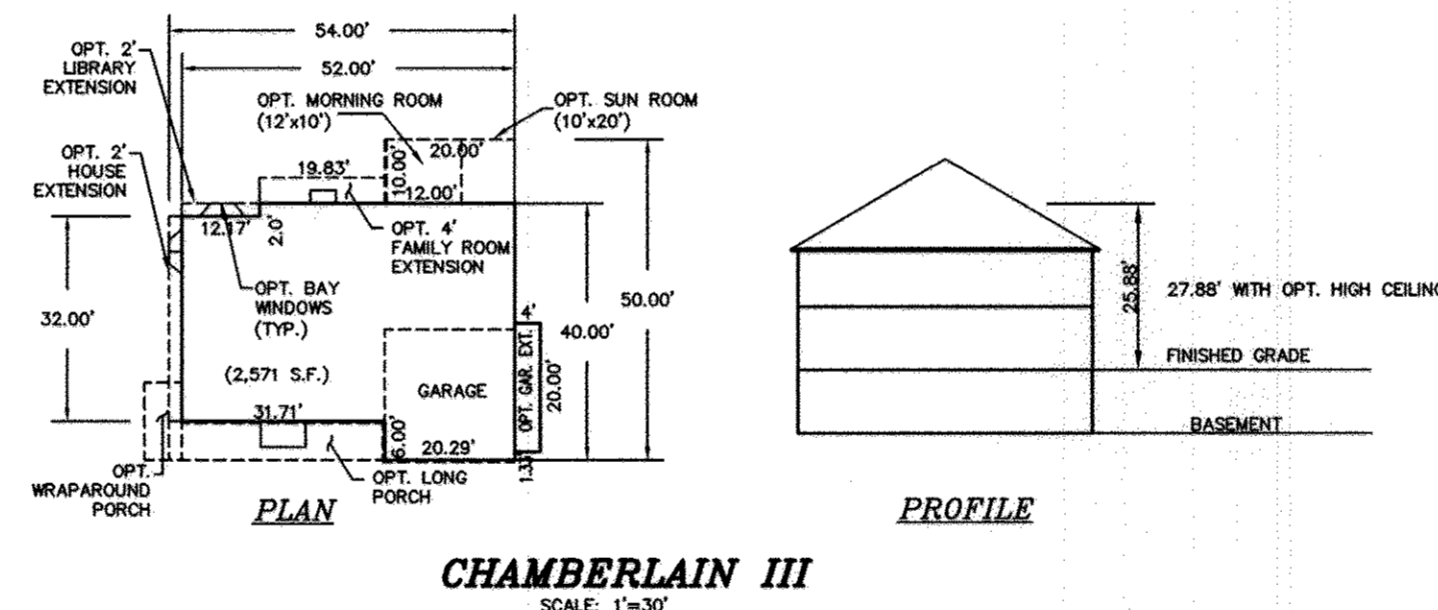 54.00'
OPT. 2'
LIBRARY
EXTENSION
52.00'
OPT. MORNING ROOM
(12'x10')
OPT. SUN ROOM
(10'x20')
OPT. 2'
HOUSE
EXTENSION
19.83'
10.00'
20.00'
12.00'
12.17'
2.0'
OPT. 4'
FAMILY ROOM
EXTENSION
OPT. BAY
WINDOWS
(TYP.)
32.00'
50.00'
40.00'
4'
(2,571 S.F.)
GARAGE
OPT. GAR. EXT.
20.00'
31.71'
6.00'
20.29'
1.33'
OPT.
WRAPAROUND
PORCH
OPT. LONG
PORCH
PLAN
25.88'
27.88' WITH OPT. HIGH CEILING
FINISHED GRADE
BASEMENT
PROFILE
CHAMBERLAIN III
SCALE: 1'=30'